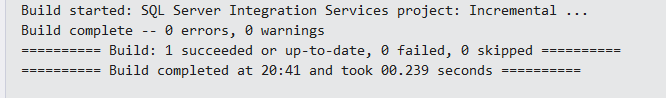 Build started: SQL Server Integration Services project: Incremental ...
Build complete -- 0 errors, 0 warnings
========== Build: 1 succeeded or up-to-date, 0 failed, 0 skipped ==========
========== Build completed at 20:41 and took 00.239 seconds ==========